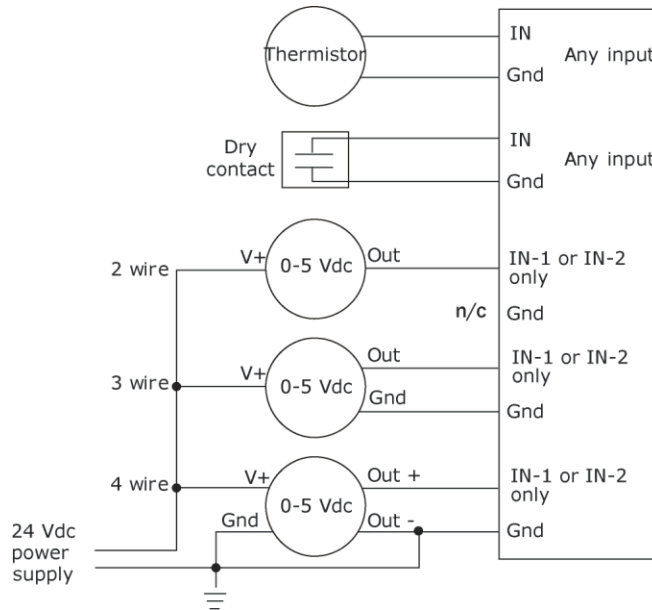 Thermistor
IN
Gnd
Any input
Dry
contact
IN
Gnd
Any input
2 wire
V+
0-5 Vdc
Out
IN-1 or IN-2
only
n/c
Gnd
3 wire
V+
0-5 Vdc
Out
Gnd
IN-1 or IN-2
only
Gnd
4 wire
V+
Gnd
0-5 Vdc
Out +
Out -
IN-1 or IN-2
only
Gnd
24 Vdc
power
supply